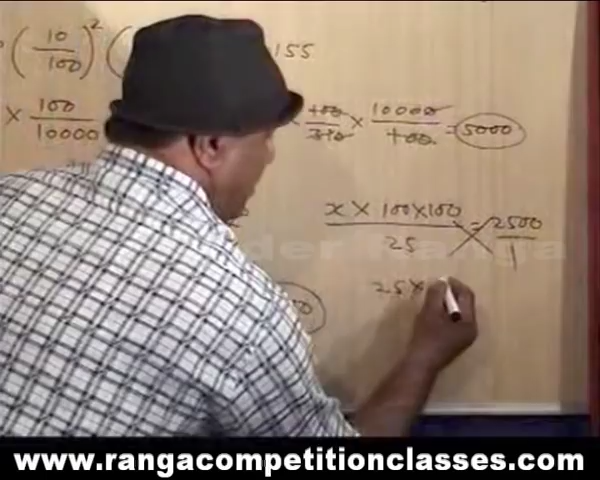 ( 10/100 )² ( 155
× 100/10000 × 100/310 × 10000/100 = 5000
x × 100×100/25 = 2500/1
25×
www.rangacompetitionclasses.com